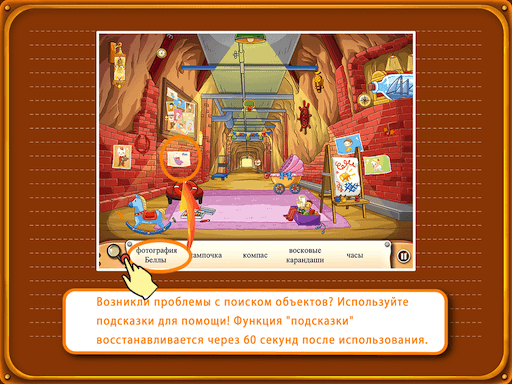 фотография
Беллы
лампочка
компас
восковые
карандаши
часы
Возникли проблемы с поиском объектов? Используйте
подсказки для помощи! Функция "подсказки"
восстанавливается через 60 секунд после использования.